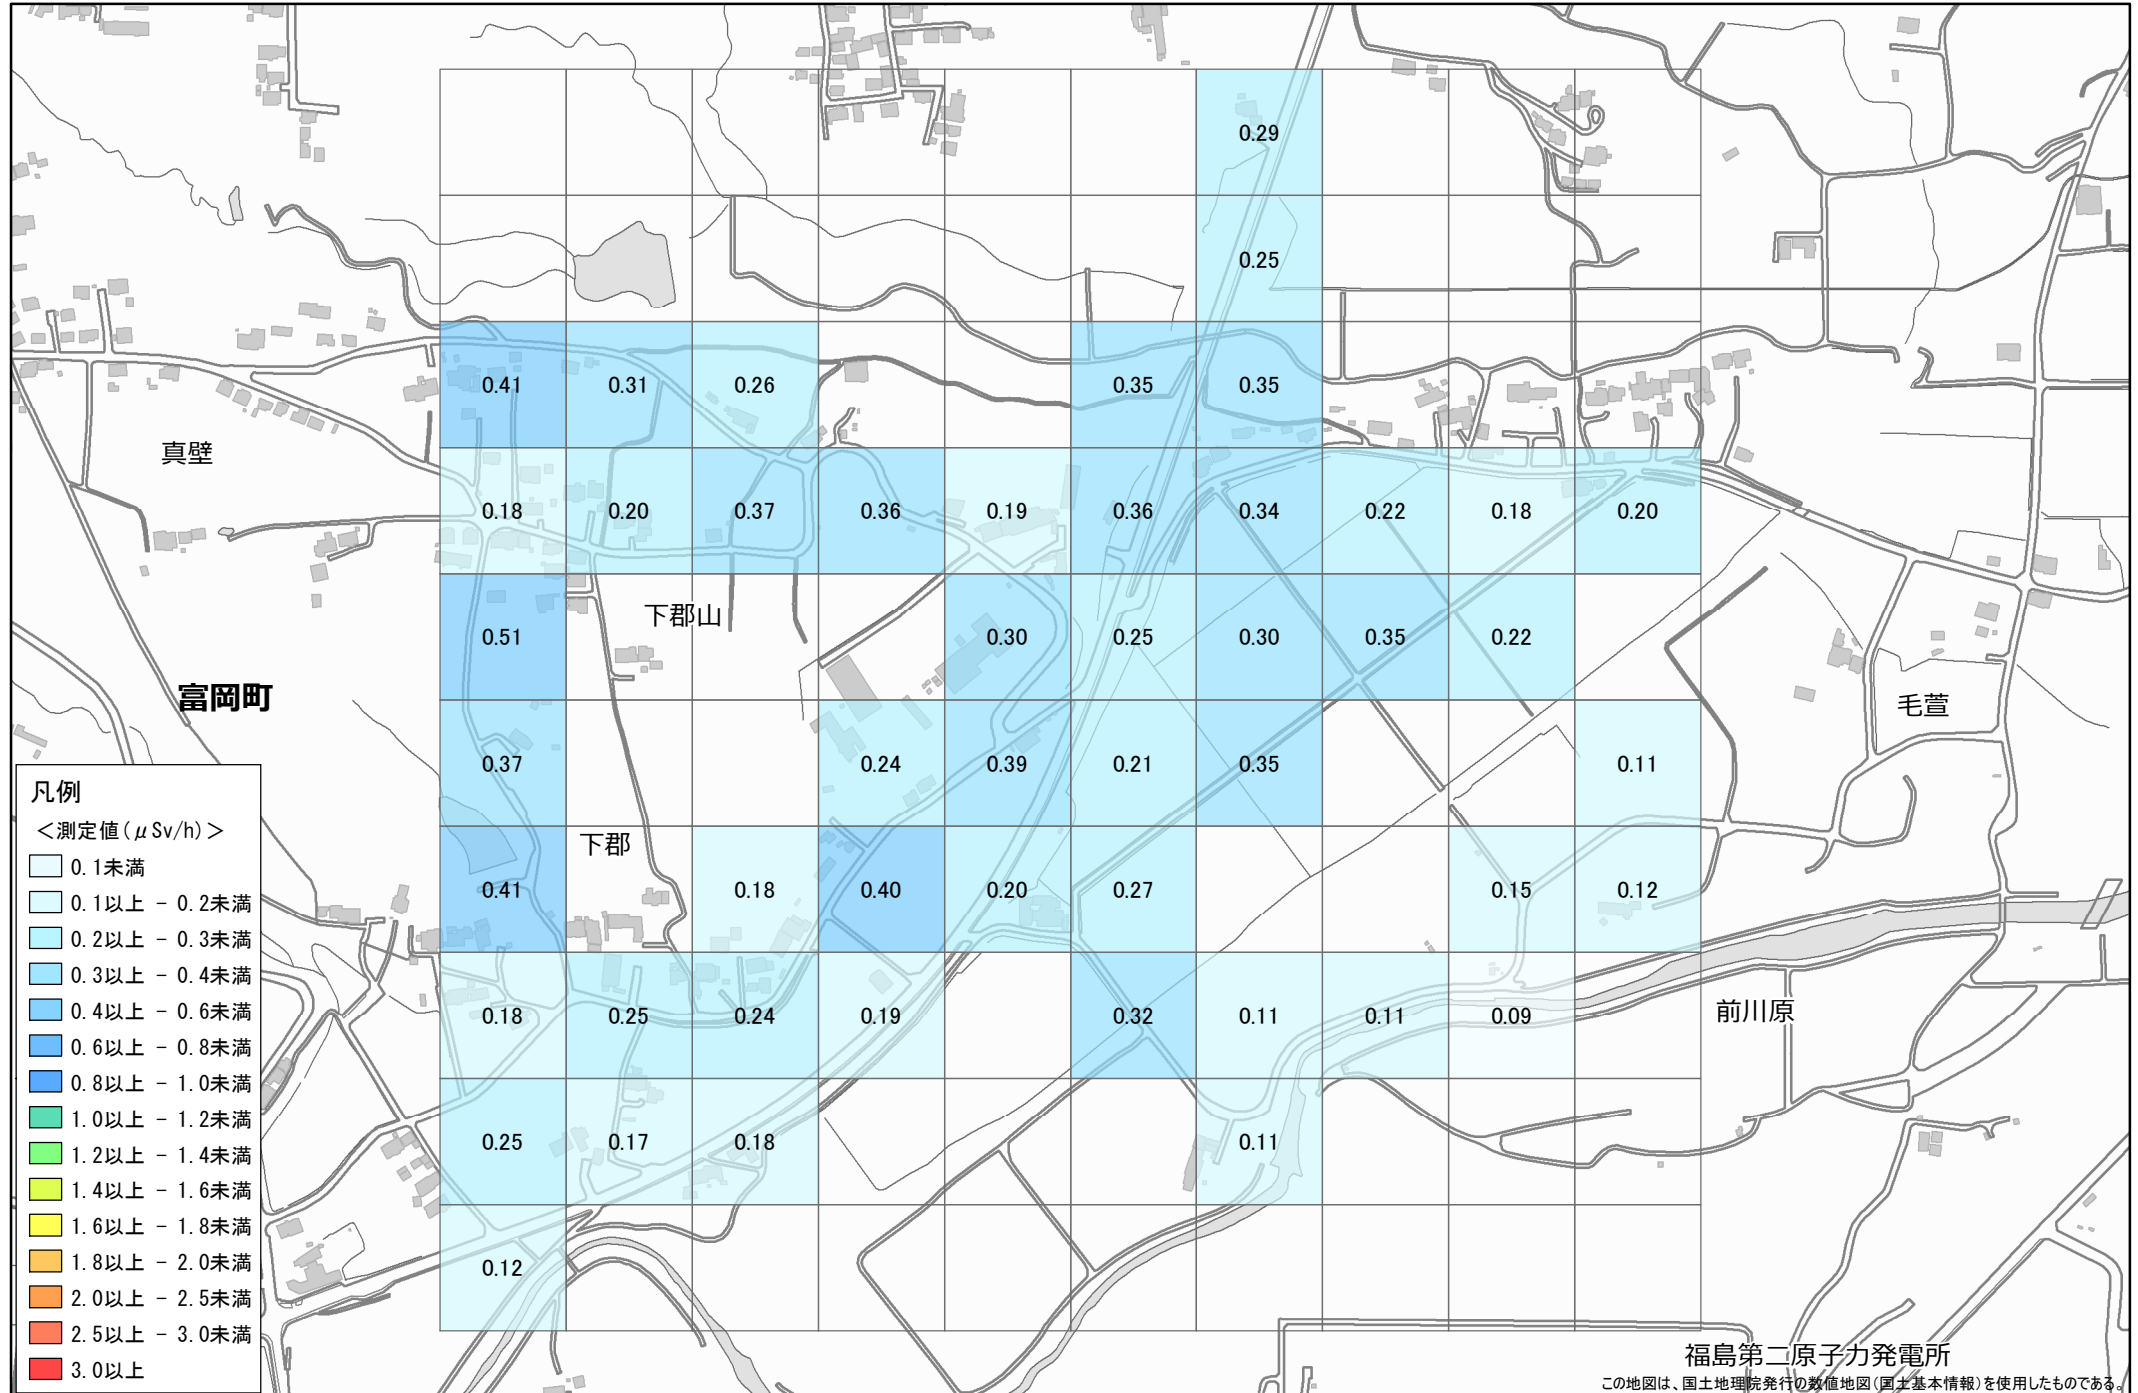 0.29
0.25
0.41 0.31 0.26 0.35 0.35
真壁
0.18 0.20 0.37 0.36 0.19 0.36 0.34 0.22 0.18 0.20
下郡山
0.51 0.30 0.25 0.30 0.35 0.22
富岡町
毛萱
0.37 0.24 0.39 0.21 0.35 0.11
下郡
0.41 0.18 0.40 0.20 0.27 0.15 0.12
0.18 0.25 0.24 0.19 0.32 0.11 0.11 0.09
前川原
0.25 0.17 0.18 0.11
0.12
凡例
＜測定値(μSv/h)＞
0.1未満
0.1以上 - 0.2未満
0.2以上 - 0.3未満
0.3以上 - 0.4未満
0.4以上 - 0.6未満
0.6以上 - 0.8未満
0.8以上 - 1.0未満
1.0以上 - 1.2未満
1.2以上 - 1.4未満
1.4以上 - 1.6未満
1.6以上 - 1.8未満
1.8以上 - 2.0未満
2.0以上 - 2.5未満
2.5以上 - 3.0未満
3.0以上
福島第二原子力発電所
この地図は、国土地理院発行の数値地図(国土基本情報)を使用したものである。